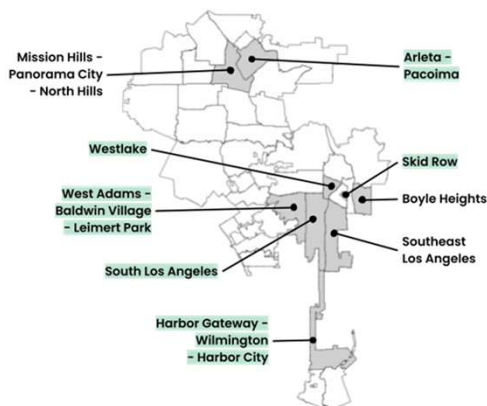 Mission Hills -
Panorama City
- North Hills
Arleta -
Pacoima
Westlake
Skid Row
West Adams -
Baldwin Village
- Leimert Park
Boyle Heights
Southeast
Los Angeles
South Los Angeles
Harbor Gateway -
Wilmington
- Harbor City